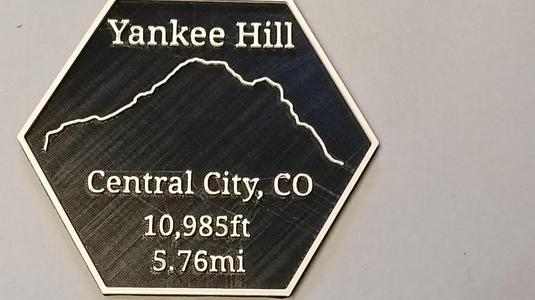 Yankee Hill
Central City, CO
10,985ft
5.76mi